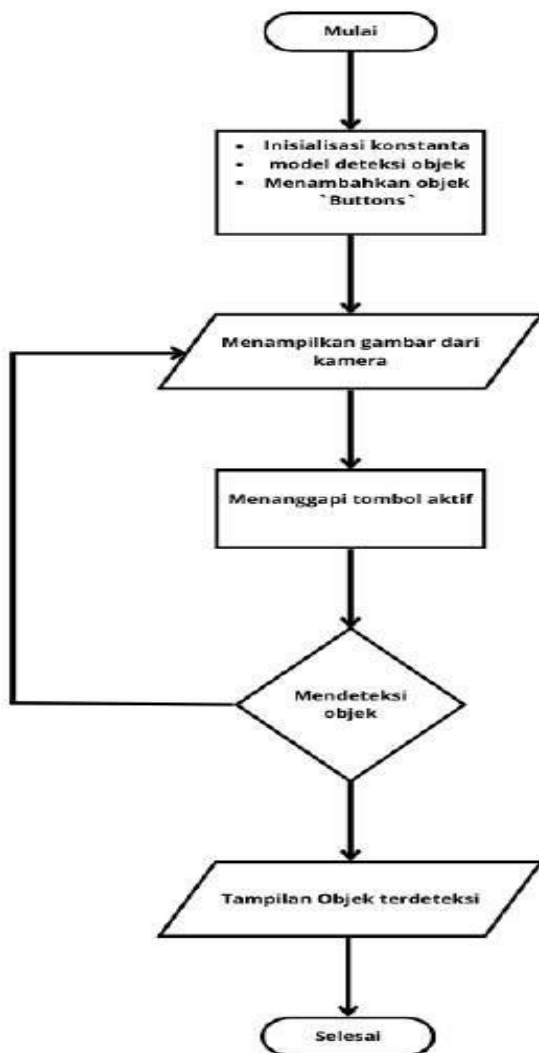 Mulai
• Inisialisasi konstanta
• model deteksi objek
• Menambahkan objek
`Buttons`
Menampilkan gambar dari
kamera
Menanggapi tombol aktif
Mendeteksi
objek
Tampilan Objek terdeteksi
Selesai